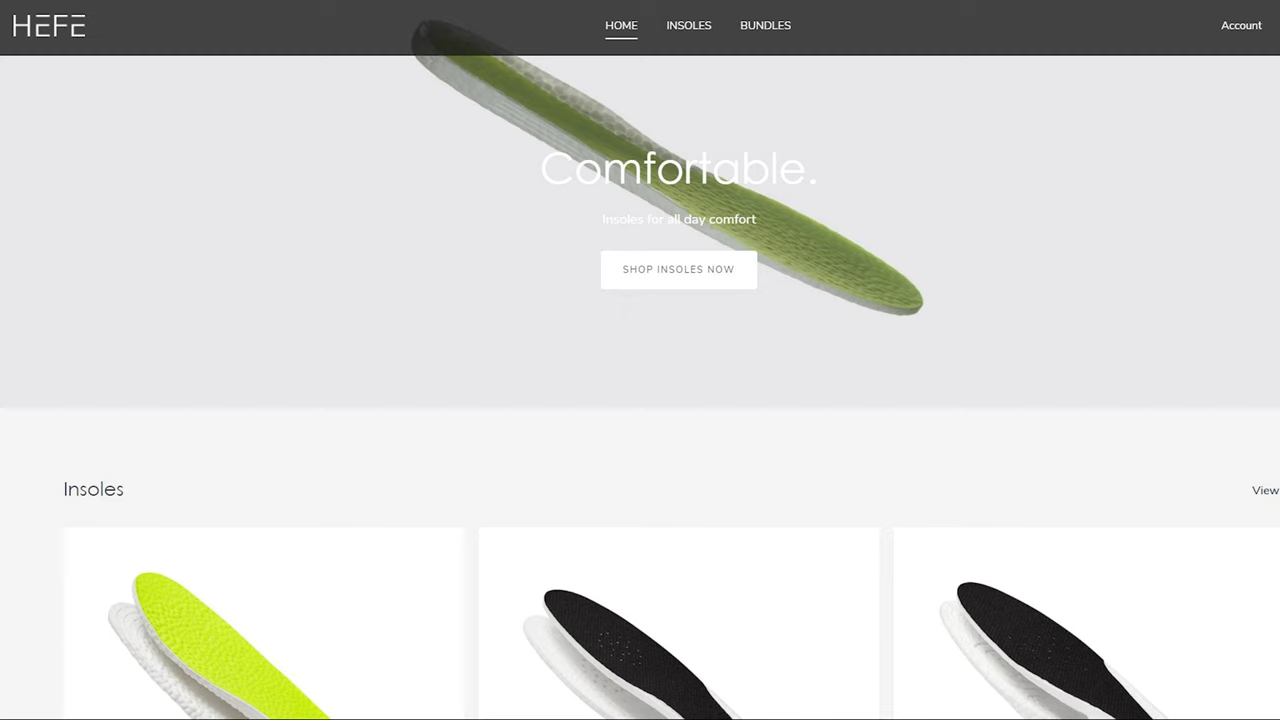 HEFE
HOME INSOLES BUNDLES Account
Comfortable.
Insoles for all day comfort
SHOP INSOLES NOW
Insoles
View